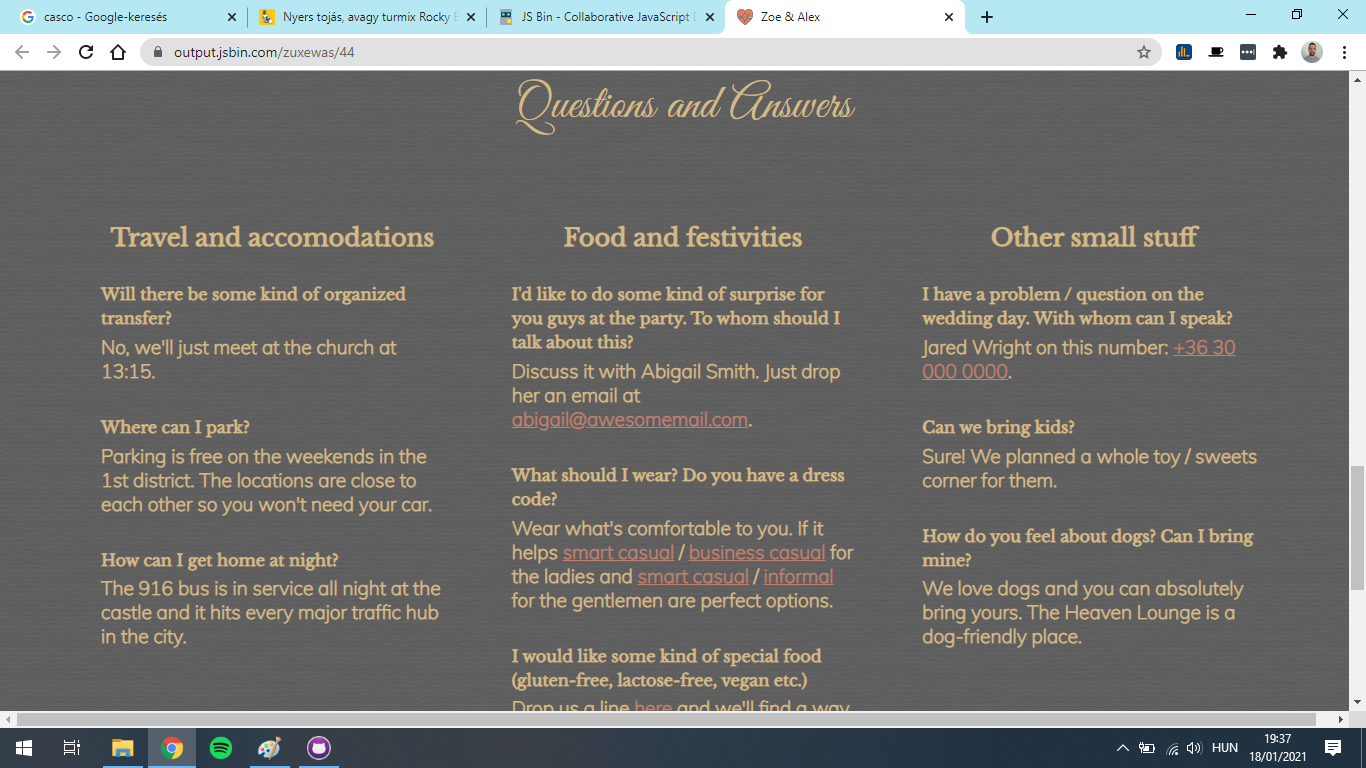 casco - Google-keresés
Nyers tojás, avagy turmix Rocky
JS Bin - Collaborative JavaScript
Zoe & Alex
output.jsbin.com/zuxewas/44
Questions and Answers
Travel and accomodations
Will there be some kind of organized
transfer?
No, we'll just meet at the church at
13:15.
Where can I park?
Parking is free on the weekends in the
1st district. The locations are close to
each other so you won't need your car.
How can I get home at night?
The 916 bus is in service all night at the
castle and it hits every major traffic hub
in the city.
Food and festivities
I'd like to do some kind of surprise for
you guys at the party. To whom should I
talk about this?
Discuss it with Abigail Smith. Just drop
her an email at
abigail@awesomemail.com.
What should I wear? Do you have a dress
code?
Wear what's comfortable to you. If it
helps smart casual / business casual for
the ladies and smart casual / informal
for the gentlemen are perfect options.
I would like some kind of special food
(gluten-free, lactose-free, vegan etc.)
Drop us a line here and we'll find a way
Other small stuff
I have a problem / question on the
wedding day. With whom can I speak?
Jared Wright on this number: +36 30
000 0000.
Can we bring kids?
Sure! We planned a whole toy / sweets
corner for them.
How do you feel about dogs? Can I bring
mine?
We love dogs and you can absolutely
bring yours. The Heaven Lounge is a
dog-friendly place.
HUN
19:37
18/01/2021